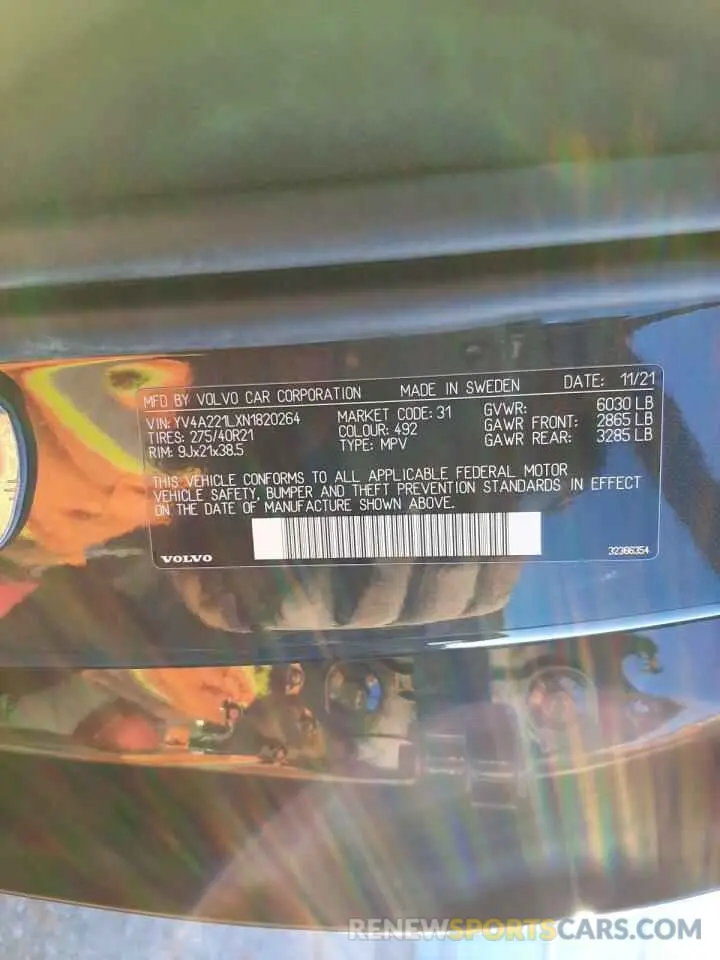 MFD BY VOLVO CAR CORPORATION MADE IN SWEDEN DATE: 11/21
VIN: YV4A221LXN1820264 MARKET CODE: 31 GVWR: 6030 LB
TIRES: 275/40R21 COLOUR: 492 GAWR FRONT: 2865 LB
RIM: 9Jx21x38.5 TYPE: MPV GAWR REAR: 3285 LB
THIS VEHICLE CONFORMS TO ALL APPLICABLE FEDERAL MOTOR
VEHICLE SAFETY, BUMPER AND THEFT PREVENTION STANDARDS IN EFFECT
ON THE DATE OF MANUFACTURE SHOWN ABOVE.
VOLVO 32366354
RENEWSPORTSCARS.COM